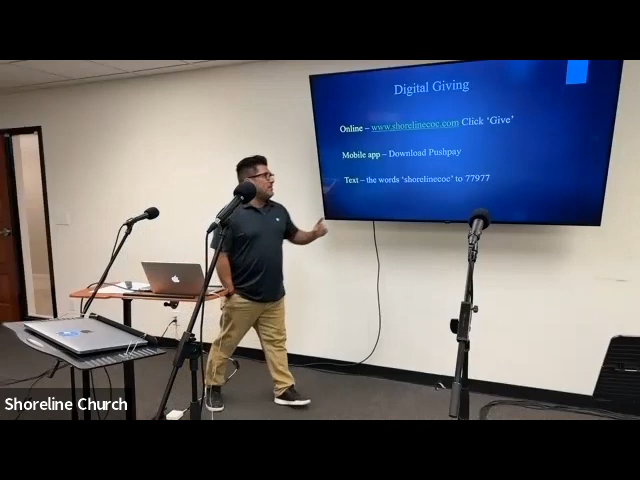 Digital Giving
Online – www.shorelinecoc.com Click ‘Give’
Mobile app – Download Pushpay
Text – the words ‘shorelinecoc’ to 77977
Shoreline Church